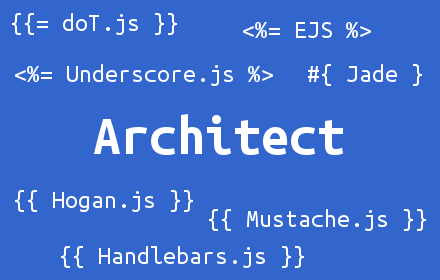 {{= doT.js }}
<%= EJS %>
<%= Underscore.js %>
#{ Jade }
Architect
{{ Hogan.js }}
{{ Mustache.js }}
{{ Handlebars.js }}